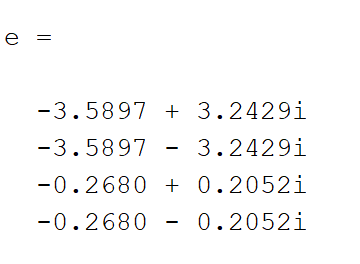 e =
-3.5897 + 3.2429i
-3.5897 - 3.2429i
-0.2680 + 0.2052i
-0.2680 - 0.2052i